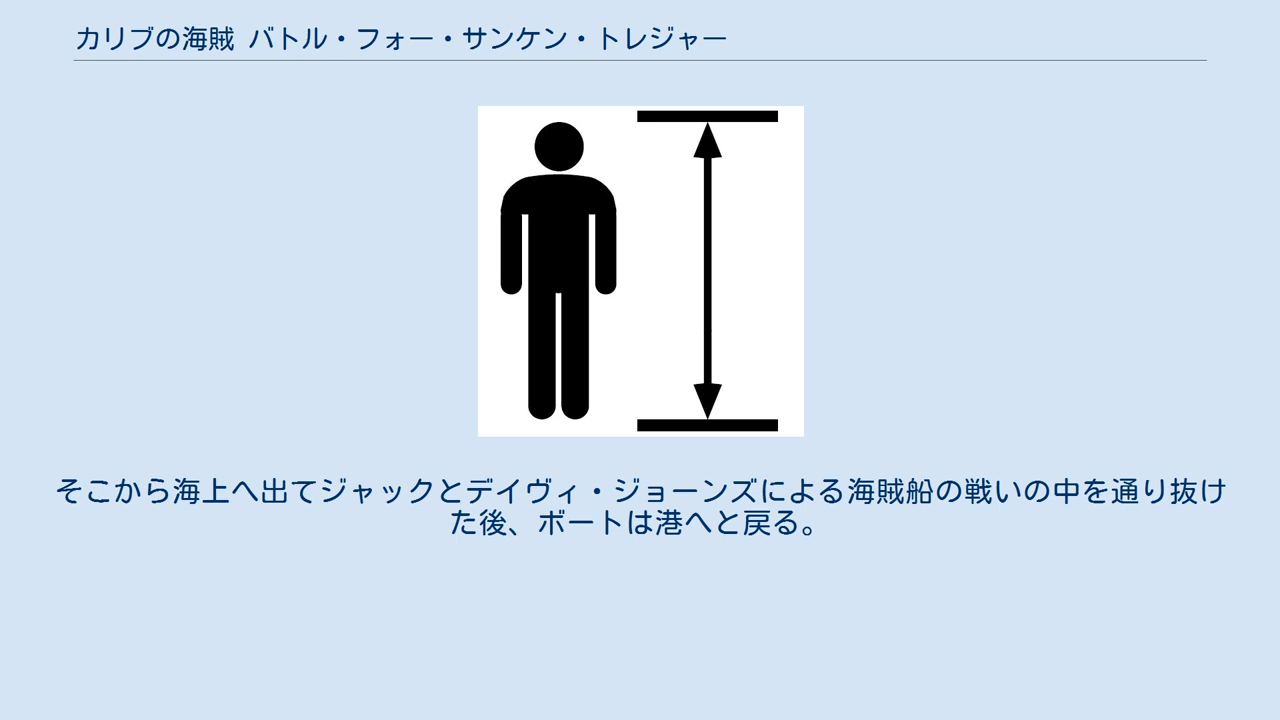 カリブの海賊 バトル・フォー・サンケン・トレジャー
そこから海上へ出てジャックとデイヴィ・ジョーンズによる海賊船の戦いの中を通り抜け
た後、ボートは港へと戻る。